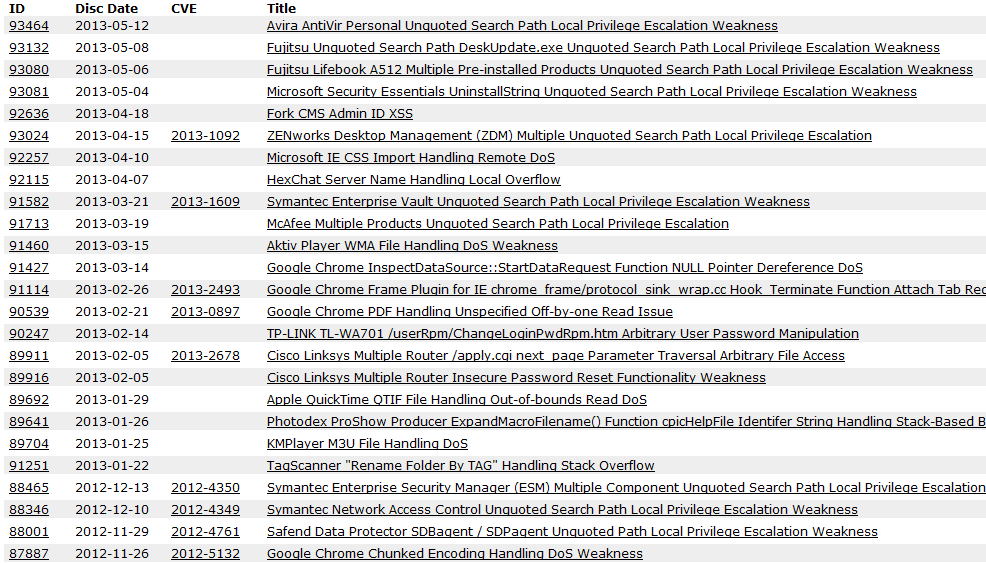 ID Disc Date CVE Title
93464 2013-05-12 Avira AntiVir Personal Unquoted Search Path Local Privilege Escalation Weakness
93132 2013-05-08 Fujitsu Unquoted Search Path DeskUpdate.exe Unquoted Search Path Local Privilege Escalation Weakness
93080 2013-05-06 Fujitsu Lifebook A512 Multiple Pre-installed Products Unquoted Search Path Local Privilege Escalation Weakness
93081 2013-05-04 Microsoft Security Essentials UninstallString Unquoted Search Path Local Privilege Escalation Weakness
92636 2013-04-18 Fork CMS Admin ID XSS
93024 2013-04-15 2013-1092 ZENworks Desktop Management (ZDM) Multiple Unquoted Search Path Local Privilege Escalation
92257 2013-04-10 Microsoft IE CSS Import Handling Remote DoS
92115 2013-04-07 HexChat Server Name Handling Local Overflow
91582 2013-03-21 2013-1609 Symantec Enterprise Vault Unquoted Search Path Local Privilege Escalation Weakness
91713 2013-03-19 McAfee Multiple Products Unquoted Search Path Local Privilege Escalation
91460 2013-03-15 Aktiv Player WMA File Handling DoS Weakness
91427 2013-03-14 Google Chrome InspectDataSource::StartDataRequest Function NULL Pointer Dereference DoS
91114 2013-02-26 2013-2493 Google Chrome Frame Plugin for IE chrome_frame/protocol_sink_wrap.cc Hook_Terminate Function Attach Tab Rec
90539 2013-02-21 2013-0897 Google Chrome PDF Handling Unspecified Off-by-one Read Issue
90247 2013-02-14 TP-LINK TL-WA701 /userRpm/ChangeLoginPwdRpm.htm Arbitrary User Password Manipulation
89911 2013-02-05 2013-2678 Cisco Linksys Multiple Router /apply.cgi next_page Parameter Traversal Arbitrary File Access
89916 2013-02-05 Cisco Linksys Multiple Router Insecure Password Reset Functionality Weakness
89692 2013-01-29 Apple QuickTime QTIF File Handling Out-of-bounds Read DoS
89641 2013-01-26 Photodex ProShow Producer ExpandMacroFilename() Function cpicHelpFile Identifer String Handling Stack-Based B
89704 2013-01-25 KMPlayer M3U File Handling DoS
91251 2013-01-22 TagScanner "Rename Folder By TAG" Handling Stack Overflow
88465 2012-12-13 2012-4350 Symantec Enterprise Security Manager (ESM) Multiple Component Unquoted Search Path Local Privilege Escalation
88346 2012-12-10 2012-4349 Symantec Network Access Control Unquoted Search Path Local Privilege Escalation Weakness
88001 2012-11-29 2012-4761 Safend Data Protector SDBagent / SDPagent Unquoted Path Local Privilege Escalation Weakness
87887 2012-11-26 2012-5132 Google Chrome Chunked Encoding Handling DoS Weakness